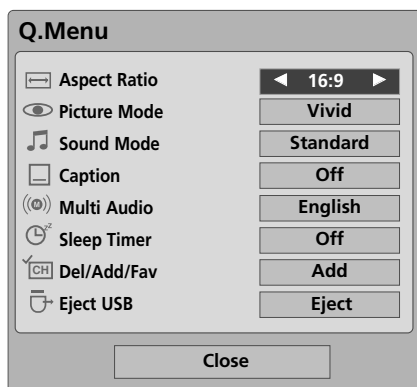 Q.Menu
Aspect Ratio 16:9
Picture Mode Vivid
Sound Mode Standard
Caption Off
Multi Audio English
Sleep Timer Off
Del/Add/Fav Add
Eject USB Eject
Close